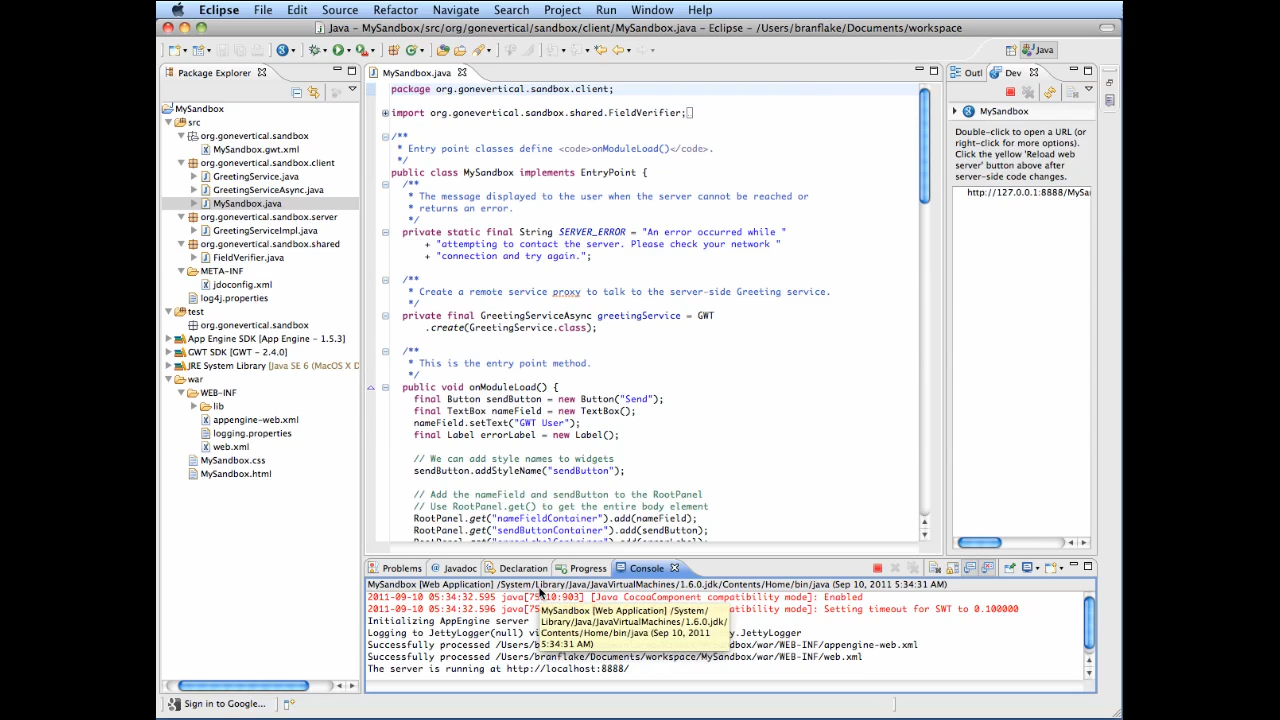 Eclipse File Edit Source Refactor Navigate Search Project Run Window Help
Java – MySandbox/src/org/gonevertical/sandbox/client/MySandbox.java – Eclipse – /Users/branflake/Documents/workspace
Java
Package Explorer
MySandbox
src
org.gonevertical.sandbox
MySandbox.gwt.xml
org.gonevertical.sandbox.client
GreetingService.java
GreetingServiceAsync.java
MySandbox.java
org.gonevertical.sandbox.server
GreetingServiceImpl.java
org.gonevertical.sandbox.shared
FieldVerifier.java
META-INF
jdoconfig.xml
log4j.properties
test
org.gonevertical.sandbox
App Engine SDK [App Engine - 1.5.3]
GWT SDK [GWT - 2.4.0]
JRE System Library [Java SE 6 (MacOS X D
war
WEB-INF
lib
appengine-web.xml
logging.properties
web.xml
MySandbox.css
MySandbox.html
MySandbox.java
package org.gonevertical.sandbox.client;
import org.gonevertical.sandbox.shared.FieldVerifier;
/**
* Entry point classes define <code>onModuleLoad()</code>.
*/
public class MySandbox implements EntryPoint {
/**
* The message displayed to the user when the server cannot be reached or
* returns an error.
*/
private static final String SERVER_ERROR = "An error occurred while "
+ "attempting to contact the server. Please check your network "
+ "connection and try again.";
/**
* Create a remote service proxy to talk to the server-side Greeting service.
*/
private final GreetingServiceAsync greetingService = GWT
.create(GreetingService.class);
/**
* This is the entry point method.
*/
public void onModuleLoad() {
final Button sendButton = new Button("Send");
final TextBox nameField = new TextBox();
nameField.setText("GWT User");
final Label errorLabel = new Label();
// We can add style names to widgets
sendButton.addStyleName("sendButton");
// Add the nameField and sendButton to the RootPanel
// Use RootPanel.get() to get the entire body element
RootPanel.get("nameFieldContainer").add(nameField);
RootPanel.get("sendButtonContainer").add(sendButton);
Outl Dev
MySandbox
Double-click to open a URL (or
right-click for more options).
Click the yellow 'Reload web
server' button above after
server-side code changes.
http://127.0.0.1:8888/MySa
Problems Javadoc Declaration Progress Console
MySandbox [Web Application] /System/Library/Java/JavaVirtualMachines/1.6.0.jdk/Contents/Home/bin/java (Sep 10, 2011 5:34:31 AM)
2011-09-10 05:34:32.595 java[75 10:903] [Java CocoaComponent compatibility mode]: Enabled
2011-09-10 05:34:32.596 java[75 atibility mode]: Setting timeout for SWT to 0.100000
Initializing AppEngine server
Logging to JettyLogger(null) vi y.JettyLogger
Successfully processed /Users/b dbox/war/WEB-INF/appengine-web.xml
Successfully processed /Users/branflake/Documents/workspace/MySandbox/war/WEB-INF/web.xml
The server is running at http://localhost:8888/
MySandbox [Web Application] /System/
Library/Java/JavaVirtualMachines/1.6.0.jdk/
Contents/Home/bin/java (Sep 10, 2011
5:34:31 AM)
Sign in to Google...